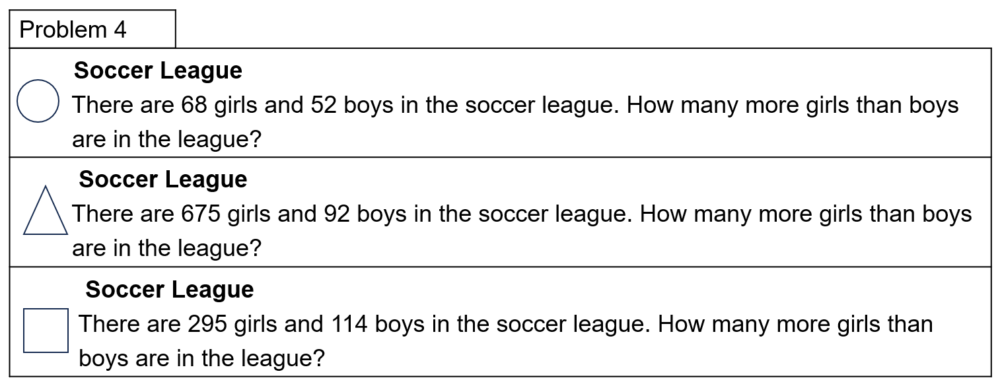 Problem 4
Soccer League
There are 68 girls and 52 boys in the soccer league. How many more girls than boys
are in the league?
Soccer League
There are 675 girls and 92 boys in the soccer league. How many more girls than boys
are in the league?
Soccer League
There are 295 girls and 114 boys in the soccer league. How many more girls than
boys are in the league?